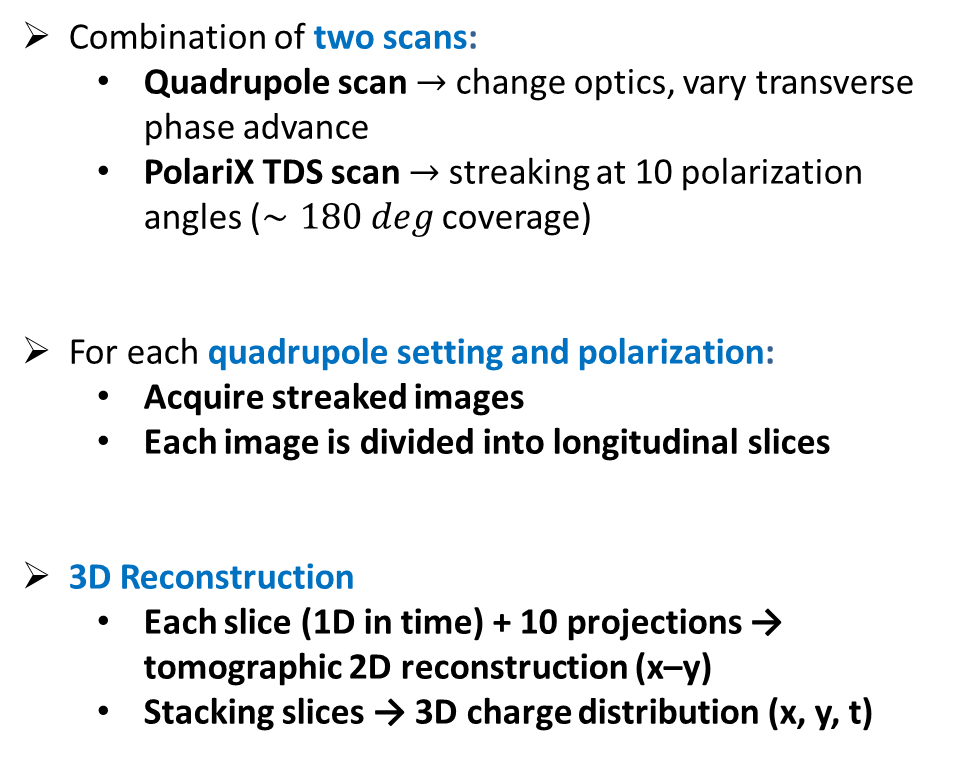 ➢ Combination of two scans:
• Quadrupole scan → change optics, vary transverse
phase advance
• PolariX TDS scan → streaking at 10 polarization
angles (~ 180 deg coverage)
➢ For each quadrupole setting and polarization:
• Acquire streaked images
• Each image is divided into longitudinal slices
➢ 3D Reconstruction
• Each slice (1D in time) + 10 projections →
tomographic 2D reconstruction (x–y)
• Stacking slices → 3D charge distribution (x, y, t)